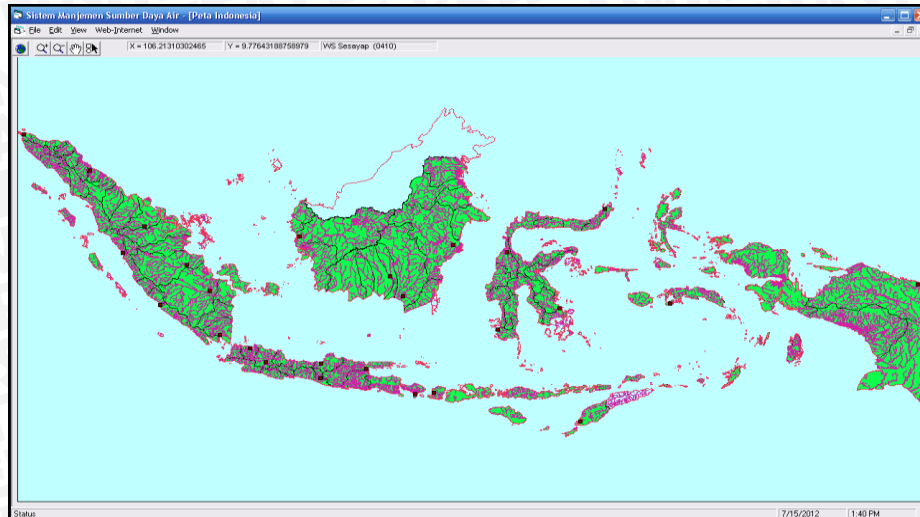 Sistem Manjemen Sumber Daya Air - [Peta Indonesia]
File Edit View Web-Internet Window
X = 106.21310302465 Y = 9.77643188758979 WS Sesayap (0410)
Status 7/15/2012 1:40 PM